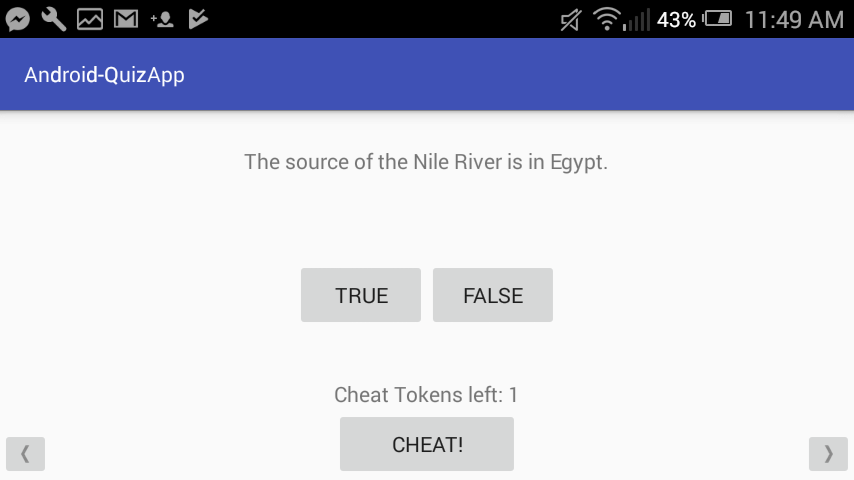 43% 11:49 AM
Android-QuizApp
The source of the Nile River is in Egypt.
TRUE FALSE
Cheat Tokens left: 1
CHEAT!